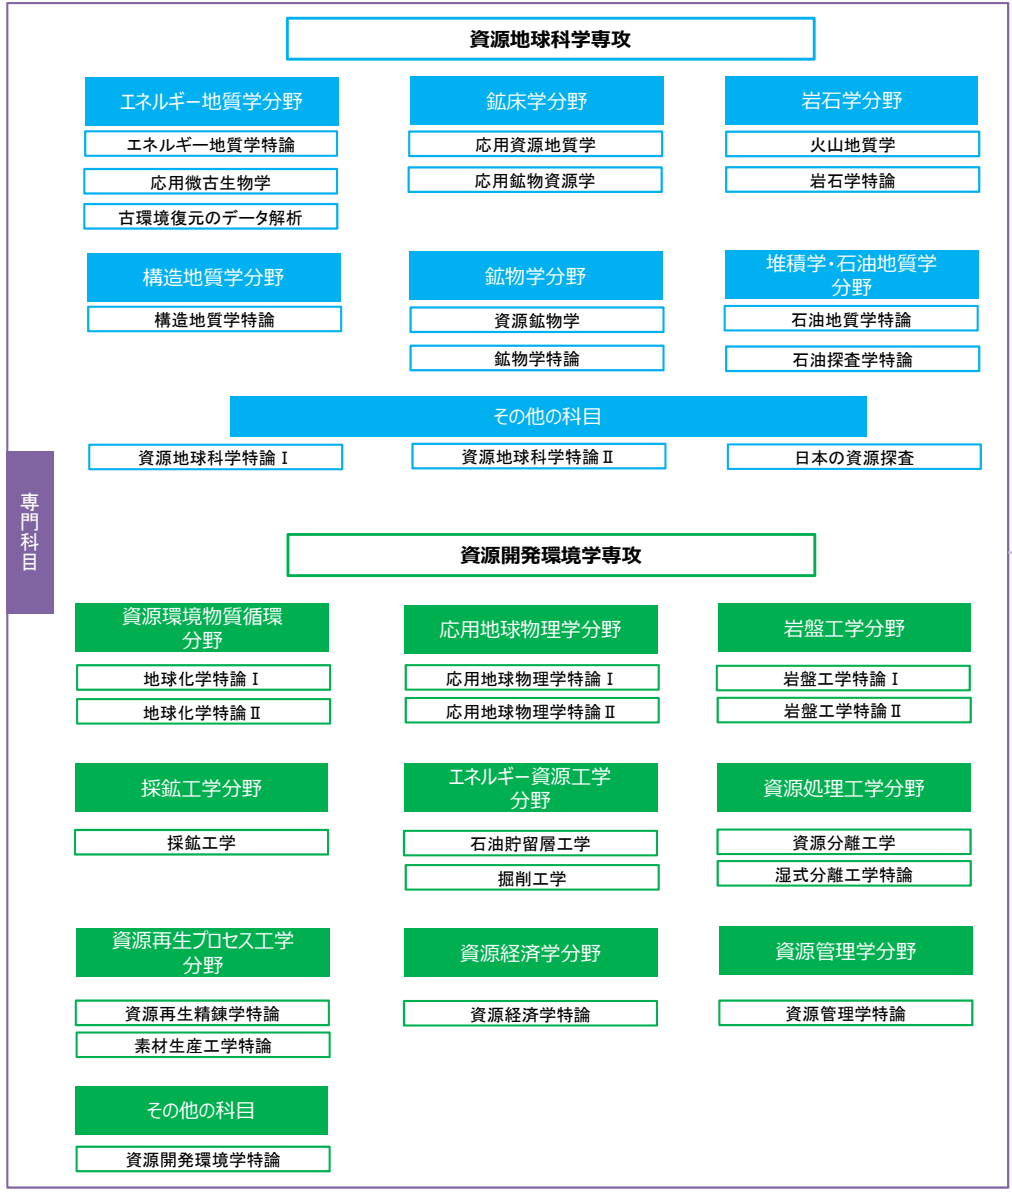 専門科目
資源地球科学専攻
エネルギー地質学分野
エネルギー地質学特論
応用微古生物学
古環境復元のデータ解析
鉱床学分野
応用資源地質学
応用鉱物資源学
岩石学分野
火山地質学
岩石学特論
構造地質学分野
構造地質学特論
鉱物学分野
資源鉱物学
鉱物学特論
堆積学・石油地質学
分野
石油地質学特論
石油探査学特論
その他の科目
資源地球科学特論Ⅰ
資源地球科学特論Ⅱ
日本の資源探査
資源開発環境学専攻
資源環境物質循環
分野
地球化学特論Ⅰ
地球化学特論Ⅱ
応用地球物理学分野
応用地球物理学特論Ⅰ
応用地球物理学特論Ⅱ
岩盤工学分野
岩盤工学特論Ⅰ
岩盤工学特論Ⅱ
採鉱工学分野
採鉱工学
エネルギー資源工学
分野
石油貯留層工学
掘削工学
資源処理工学分野
資源分離工学
湿式分離工学特論
資源再生プロセス工学
分野
資源再生精錬学特論
素材生産工学特論
資源経済学分野
資源経済学特論
資源管理学分野
資源管理学特論
その他の科目
資源開発環境学特論